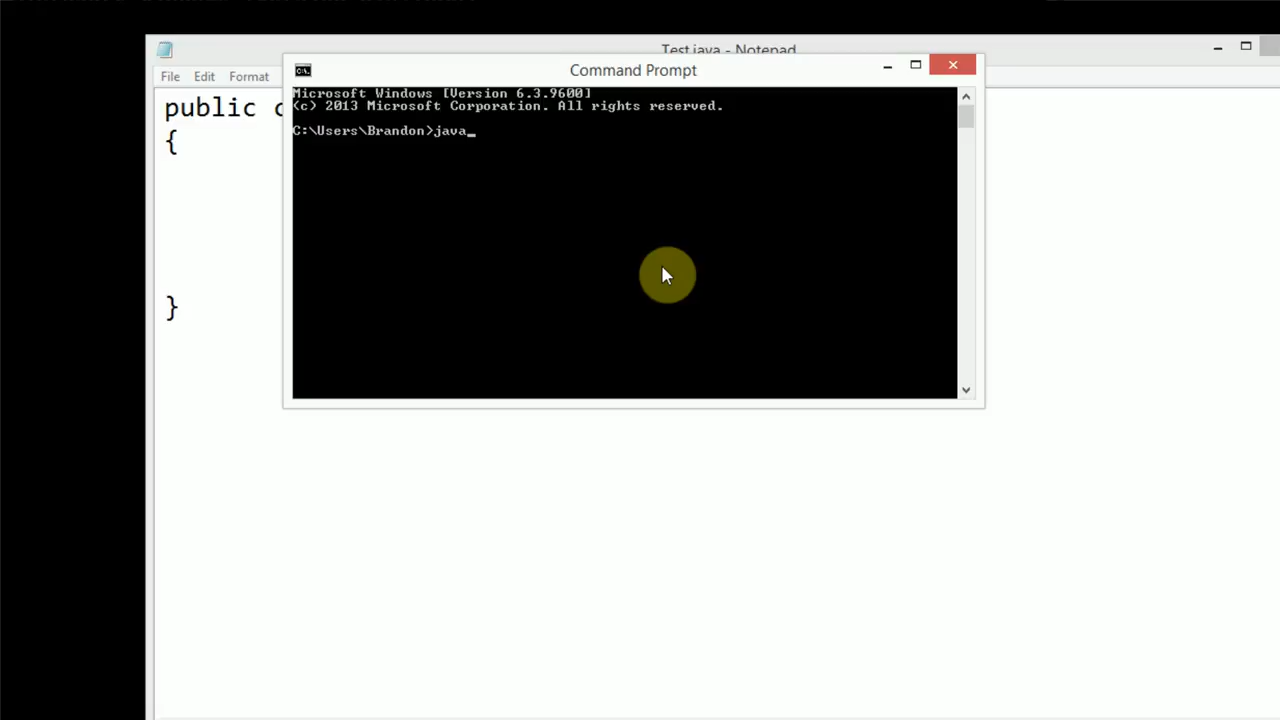 Test.java - Notepad
File Edit Format
Command Prompt
public c
{
}
Microsoft Windows [Version 6.3.9600]
(c) 2013 Microsoft Corporation. All rights reserved.
C:\Users\Brandon>java_